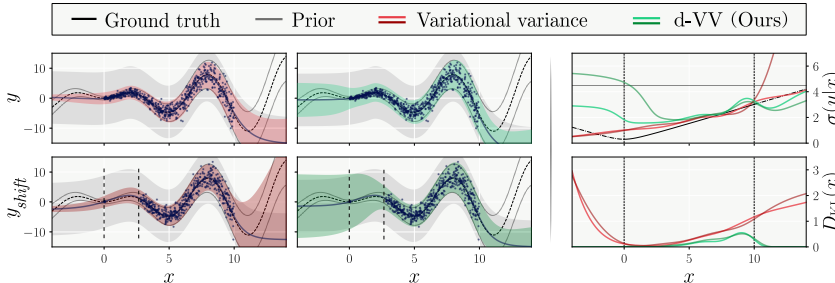 Ground truth Prior Variational variance d-VV (Ours)
10
0
−10
y
6
4
2
0
σ(y|x)
10
0
−10
y_shift
0 5 10
x
0 5 10
x
3
2
1
0
D_KL(x)
0 5 10
x